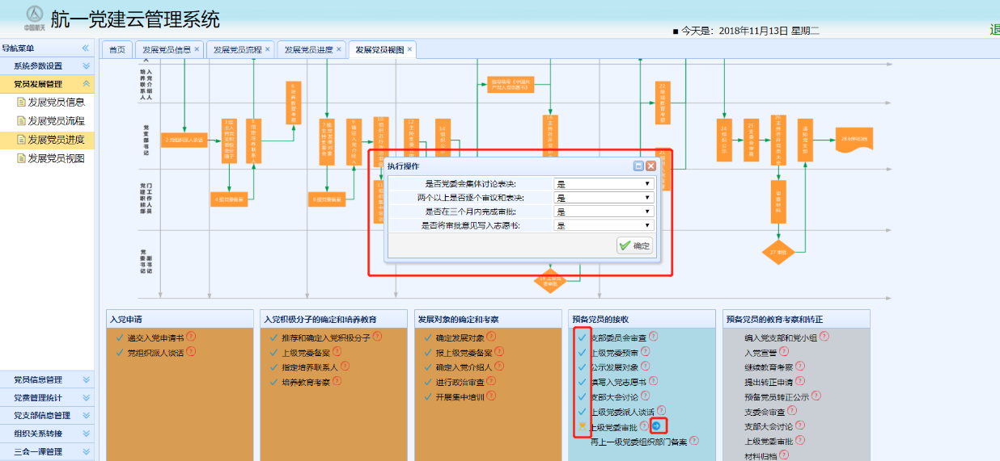 中国航天
航一党建云管理系统
■ 今天是：2018年11月13日 星期二
退
导航菜单
系统参数设置
党员发展管理
发展党员信息
发展党员流程
发展党员进度
发展党员视图
党员信息管理
党费管理统计
党支部信息管理
组织关系转接
三会一课管理
首页
发展党员信息
发展党员流程
发展党员进度
发展党员视图
培养联系人
入党介绍人
党支部书记
党建职能部
门工作人员
党委书记
副书记
28 材料归档
27 审批
执行操作
是否党委会集体讨论表决:
是
两个以上是否逐个审议和表决:
是
是否在三个月内完成审批:
是
是否将审批意见写入志愿书:
是
确定
入党申请
递交入党申请书
党组织派人谈话
入党积极分子的确定和培养教育
推荐和确定入党积极分子
上级党委备案
指定培养联系人
培养教育考察
发展对象的确定和考察
确定发展对象
报上级党委备案
确定入党介绍人
进行政治审查
开展集中培训
预备党员的接收
支部委员会审查
上级党委预审
公示发展对象
填写入党志愿书
支部大会讨论
上级党委派人谈话
上级党委审批
再上一级党委组织部门备案
预备党员的教育考察和转正
编入党支部和党小组
入党宣誓
继续教育考察
提出转正申请
预备党员转正公示
支委会审查
支部大会讨论
上级党委审批
材料归档